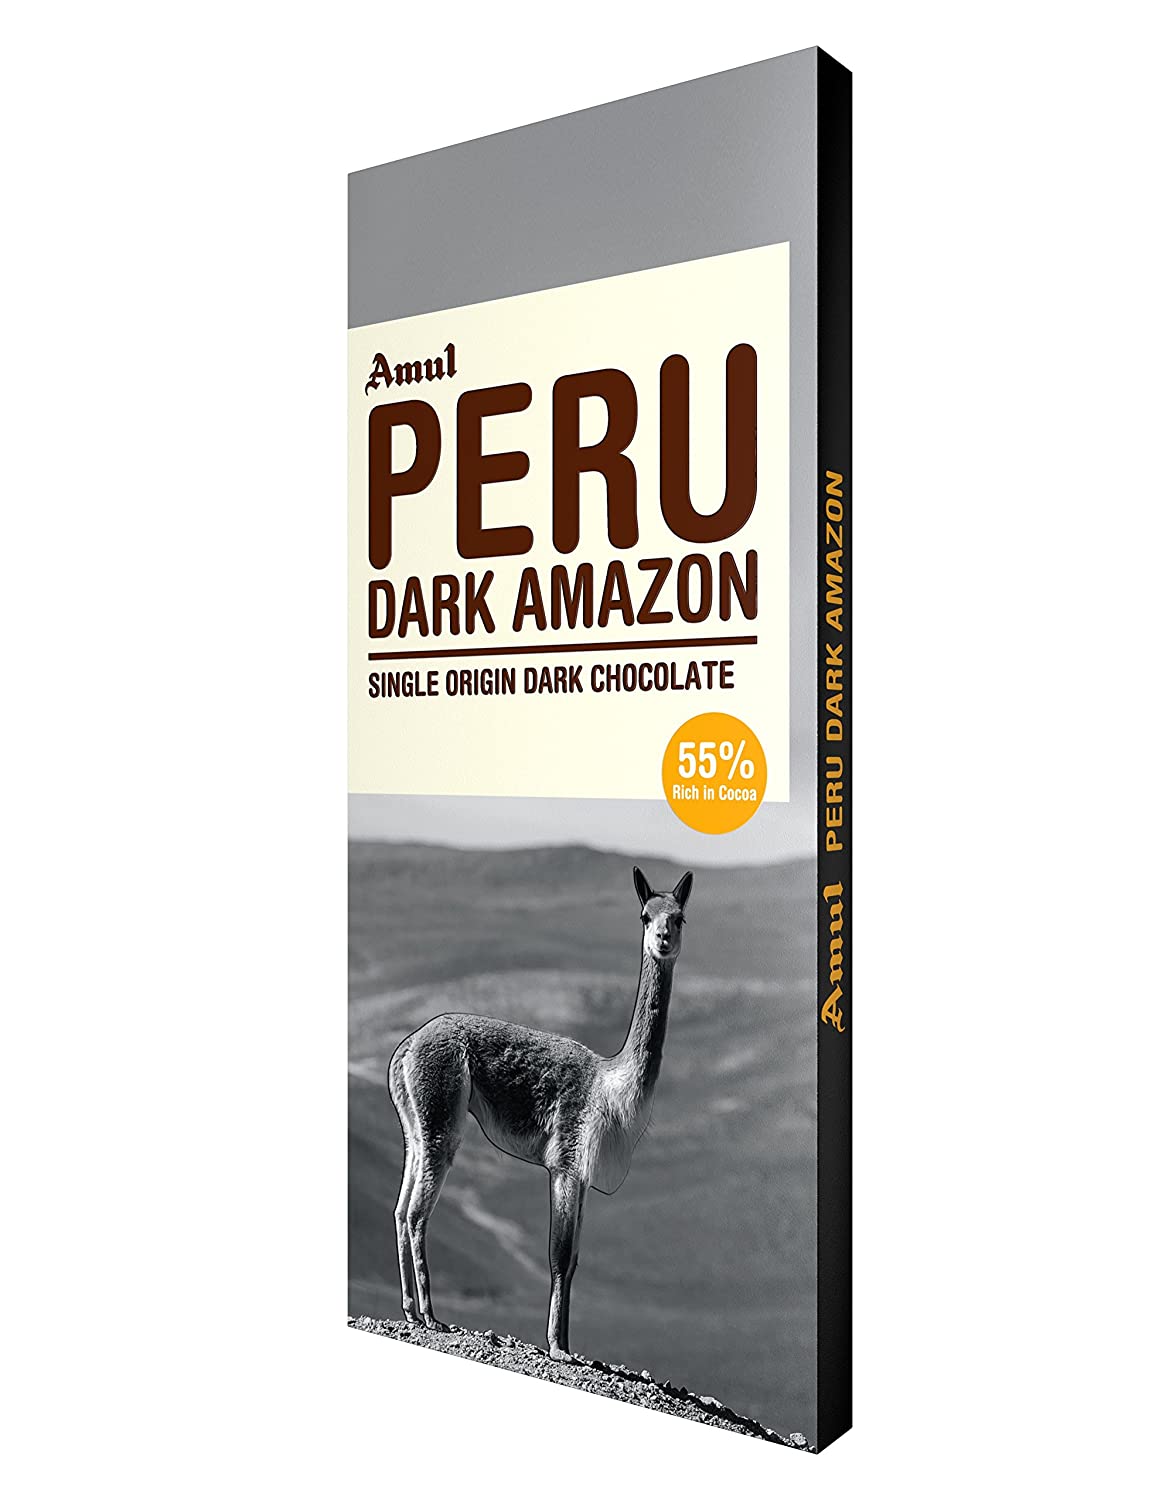 Amul
PERU
DARK AMAZON
SINGLE ORIGIN DARK CHOCOLATE
55%
Rich in Cocoa
Amul PERU DARK AMAZON